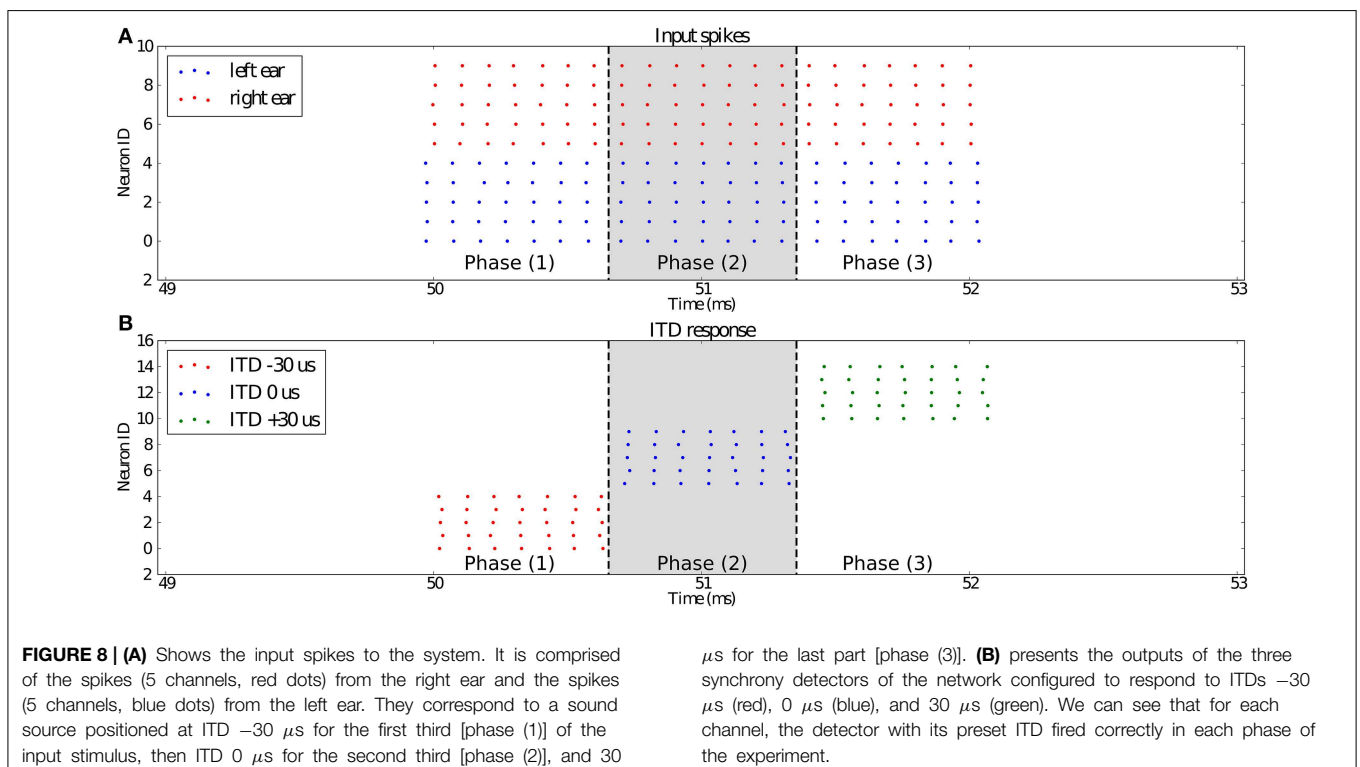 A
Input spikes
left ear
right ear
10
8
6
4
2
0
2
Neuron ID
Phase (1)
Phase (2)
Phase (3)
49
50
51
52
53
Time (ms)
B
ITD response
ITD -30 us
ITD 0 us
ITD +30 us
16
14
12
10
8
6
4
2
0
2
Neuron ID
Phase (1)
Phase (2)
Phase (3)
49
50
51
52
53
Time (ms)
FIGURE 8 | (A) Shows the input spikes to the system. It is comprised
of the spikes (5 channels, red dots) from the right ear and the spikes
(5 channels, blue dots) from the left ear. They correspond to a sound
source positioned at ITD −30 μs for the first third [phase (1)] of the
input stimulus, then ITD 0 μs for the second third [phase (2)], and 30
μs for the last part [phase (3)]. (B) presents the outputs of the three
synchrony detectors of the network configured to respond to ITDs −30
μs (red), 0 μs (blue), and 30 μs (green). We can see that for each
channel, the detector with its preset ITD fired correctly in each phase of
the experiment.